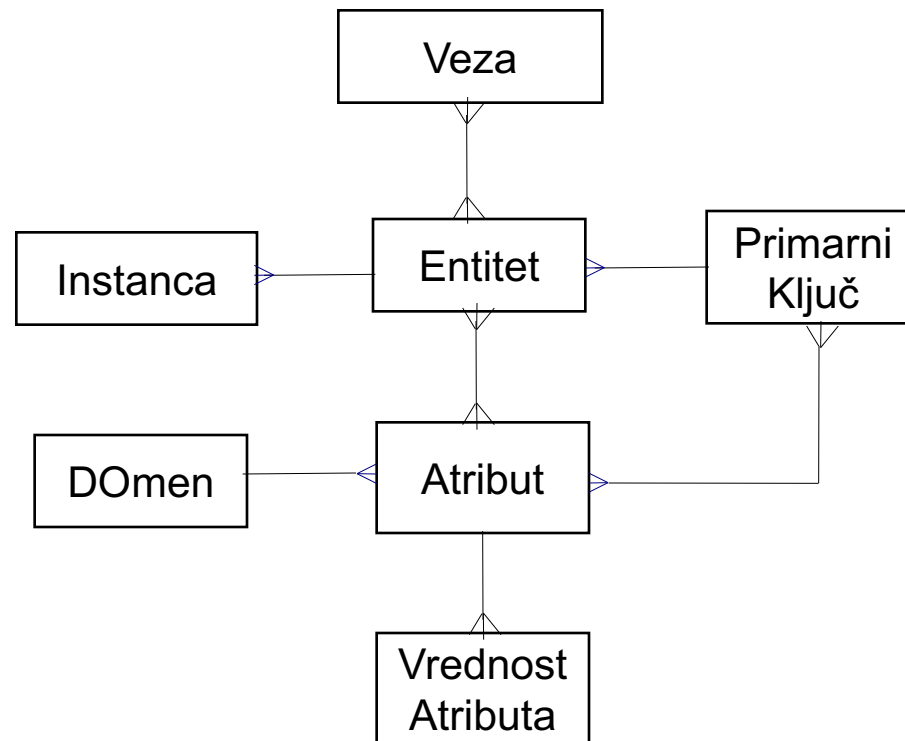 Veza
Instanca
Entitet
Primarni
Ključ
DOmen
Atribut
Vrednost
Atributa